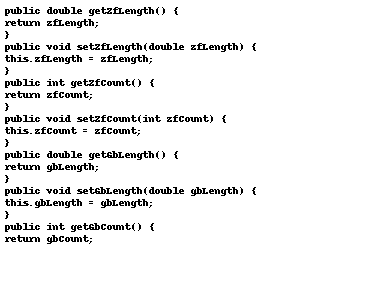 public double getZfLength() {
return zfLength;
}
public void setZfLength(double zfLength) {
this.zfLength = zfLength;
}
public int getZfCount() {
return zfCount;
}
public void setZfCount(int zfCount) {
this.zfCount = zfCount;
}
public double getGbLength() {
return gbLength;
}
public void setGbLength(double gbLength) {
this.gbLength = gbLength;
}
public int getGbCount() {
return gbCount;